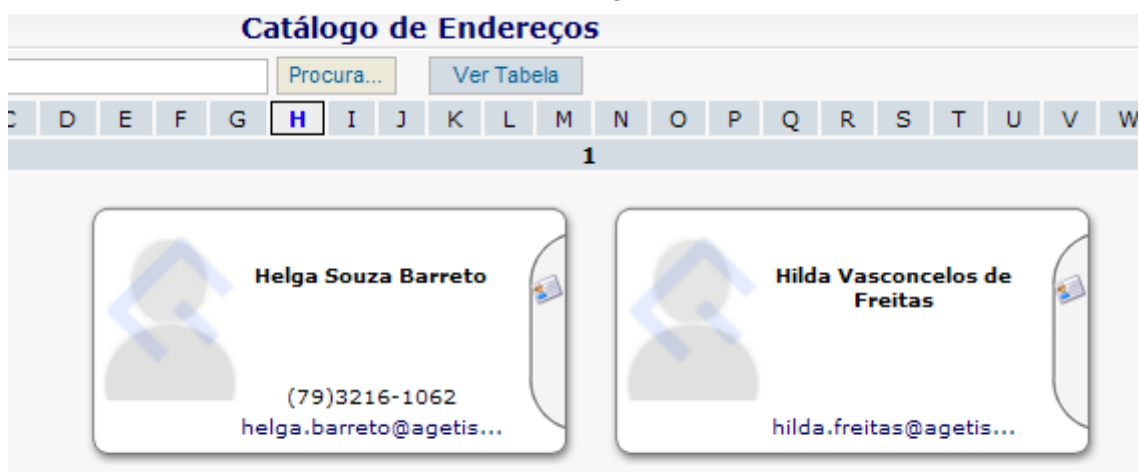 Catálogo de Endereços
Procura... Ver Tabela
D E F G H I J K L M N O P Q R S T U V W
1
Helga Souza Barreto
(79)3216-1062
helga.barreto@agetis...
Hilda Vasconcelos de
Freitas
hilda.freitas@agetis...